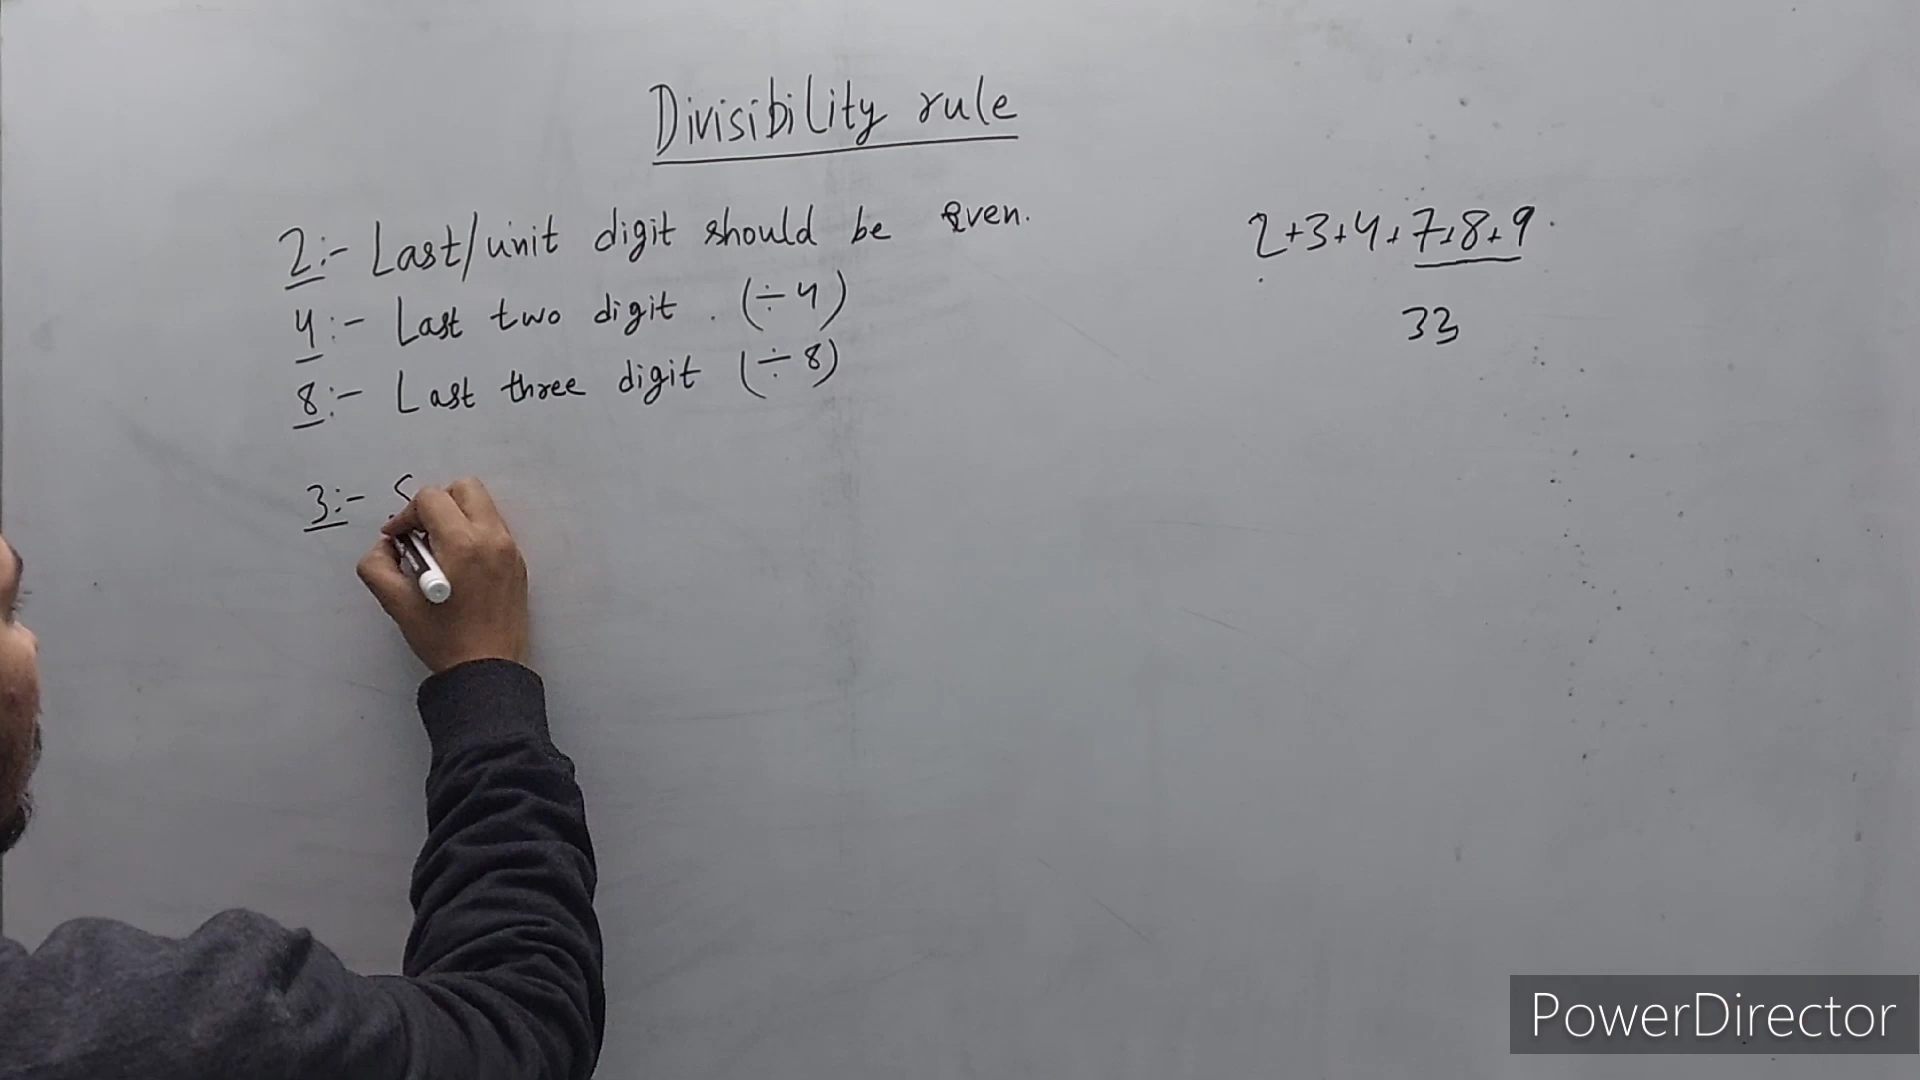 Divisibility rule
2:- Last/unit digit should be even.
4:- Last two digit. (÷4)
8:- Last three digit (÷8)
3:- S
2+3+4+7+8+9
33
PowerDirector